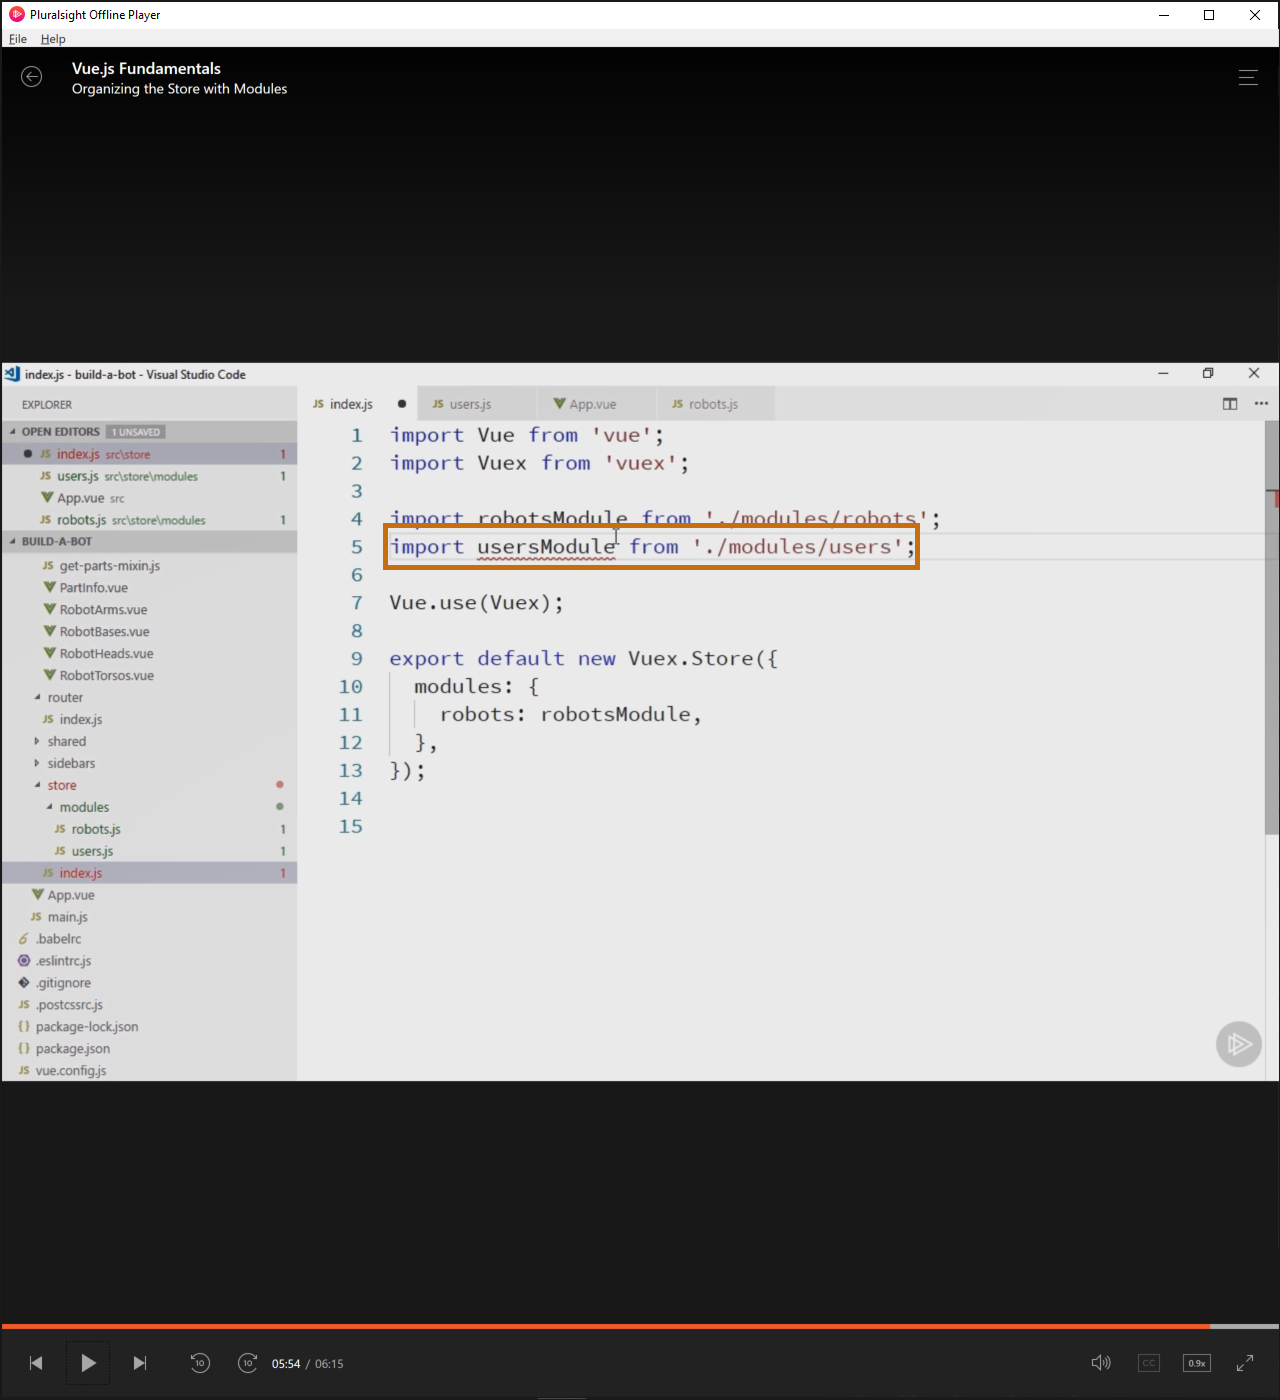 Pluralsight Offline Player
File Help
Vue.js Fundamentals
Organizing the Store with Modules
index.js - build-a-bot - Visual Studio Code
EXPLORER
OPEN EDITORS 1 UNSAVED
JS index.js src\store 1
JS users.js src\store\modules 1
App.vue src
JS robots.js src\store\modules 1
BUILD-A-BOT
JS get-parts-mixin.js
PartInfo.vue
RobotArms.vue
RobotBases.vue
RobotHeads.vue
RobotTorsos.vue
router
JS index.js
shared
sidebars
store
modules
JS robots.js 1
JS users.js 1
JS index.js 1
App.vue
JS main.js
.babelrc
.eslintrc.js
.gitignore
JS .postcssrc.js
{} package-lock.json
{} package.json
JS vue.config.js
JS index.js JS users.js App.vue JS robots.js
1 import Vue from 'vue';
2 import Vuex from 'vuex';
3
4 import robotsModule from './modules/robots';
5 import usersModule from './modules/users';
6
7 Vue.use(Vuex);
8
9 export default new Vuex.Store({
10 modules: {
11 robots: robotsModule,
12 },
13 });
14
15
10 10 05:54 / 06:15 CC 0.9x